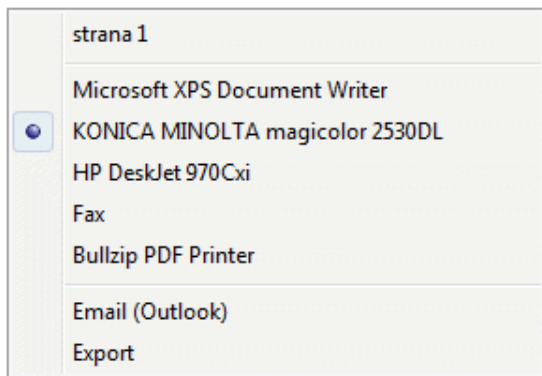 strana 1
Microsoft XPS Document Writer
KONICA MINOLTA magicolor 2530DL
HP DeskJet 970Cxi
Fax
Bullzip PDF Printer
Email (Outlook)
Export